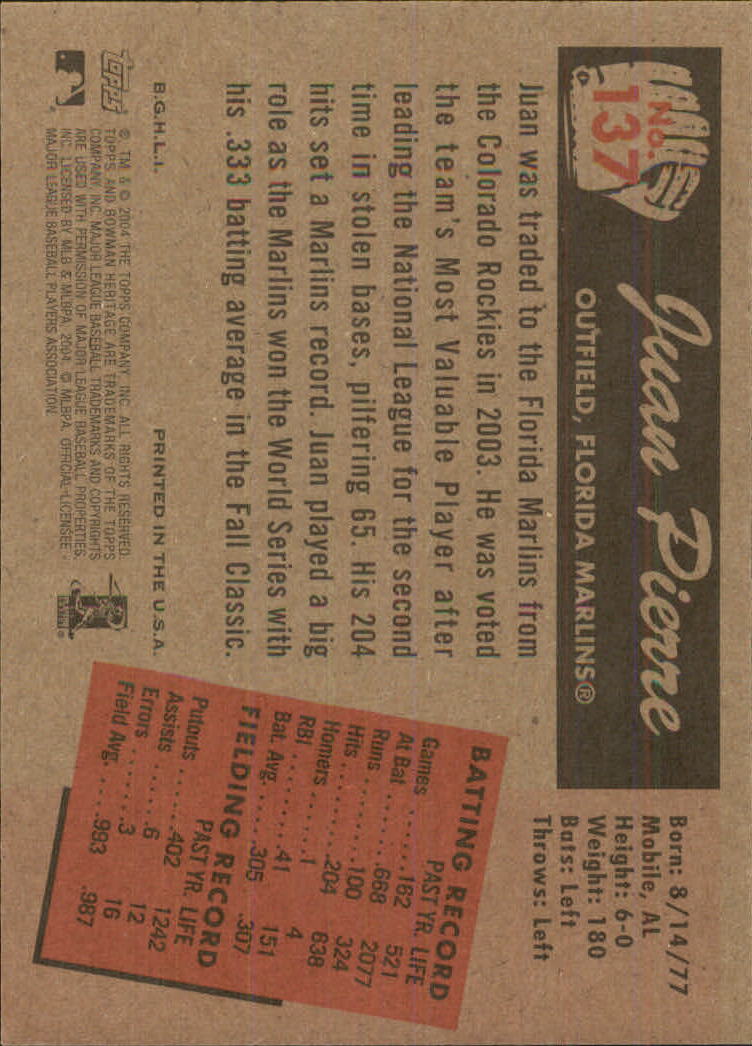 No.
137
Juan Pierre
OUTFIELD, FLORIDA MARLINS®
Born: 8/14/77
Mobile, AL
Height: 6-0
Weight: 180
Bats: Left
Throws: Left
Juan was traded to the Florida Marlins from
the Colorado Rockies in 2003. He was voted
the team's Most Valuable Player after
leading the National League for the second
time in stolen bases, pilfering 65. His 204
hits set a Marlins record. Juan played a big
role as the Marlins won the World Series with
his .333 batting average in the Fall Classic.
BATTING RECORD
PAST YR. LIFE
Games ........162 521
At Bat ........668 2077
Runs ........100 324
Hits ........204 638
Homers ........1 4
RBI ........41 151
Bat. Avg. .....305 .307
FIELDING RECORD
PAST YR. LIFE
Putouts .....402 1242
Assists ......6 12
Errors .......3 16
Field Avg. ....993 .987
B.G.H.L.I. PRINTED IN THE U.S.A.
topps
® TM & © 2004 THE TOPPS COMPANY, INC. ALL RIGHTS RESERVED.
TOPPS AND BOWMAN HERITAGE ARE TRADEMARKS OF THE TOPPS
COMPANY, INC. MAJOR LEAGUE BASEBALL TRADEMARKS AND COPYRIGHTS
ARE USED WITH PERMISSION OF MAJOR LEAGUE BASEBALL PROPERTIES,
INC. LICENSED BY MLB & MLBPA, 2004. © MLBPA, OFFICIAL LICENSEE -
MAJOR LEAGUE BASEBALL PLAYERS ASSOCIATION.